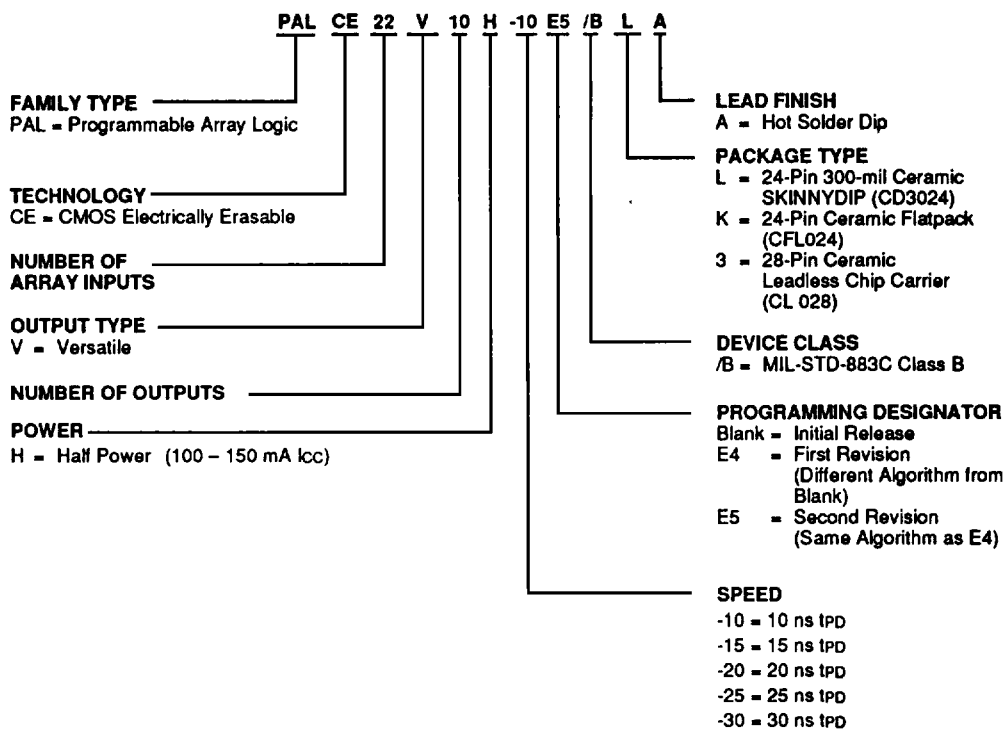 PAL CE 22 V 10 H -10 E5 /B L A
FAMILY TYPE
PAL = Programmable Array Logic
TECHNOLOGY
CE = CMOS Electrically Erasable
NUMBER OF
ARRAY INPUTS
OUTPUT TYPE
V = Versatile
NUMBER OF OUTPUTS
POWER
H = Half Power (100 – 150 mA ICC)
LEAD FINISH
A = Hot Solder Dip
PACKAGE TYPE
L = 24-Pin 300-mil Ceramic
SKINNYDIP (CD3024)
K = 24-Pin Ceramic Flatpack
(CFL024)
3 = 28-Pin Ceramic
Leadless Chip Carrier
(CL 028)
DEVICE CLASS
/B = MIL-STD-883C Class B
PROGRAMMING DESIGNATOR
Blank = Initial Release
E4 = First Revision
(Different Algorithm from
Blank)
E5 = Second Revision
(Same Algorithm as E4)
SPEED
-10 = 10 ns tPD
-15 = 15 ns tPD
-20 = 20 ns tPD
-25 = 25 ns tPD
-30 = 30 ns tPD